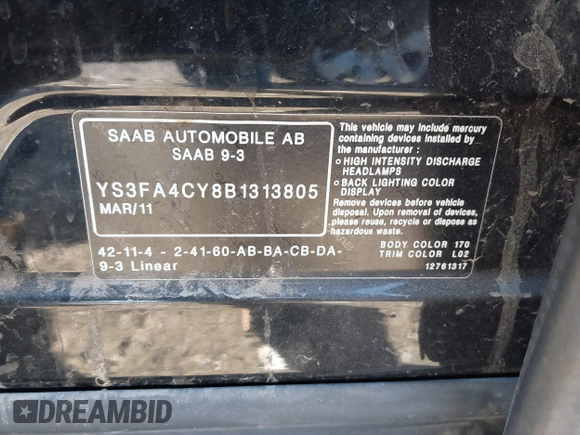 SAAB AUTOMOBILE AB
SAAB 9-3
YS3FA4CY8B1313805
MAR/11
42-11-4 - 2-41-60-AB-BA-CB-DA-
9-3 Linear
This vehicle may include mercury
containing devices installed by
the manufacturer:
o HIGH INTENSITY DISCHARGE
HEADLAMPS
o BACK LIGHTING COLOR
DISPLAY
Remove devices before vehicle
disposal. Upon removal of devices,
please reuse, recycle or dispose as
hazardous waste.
BODY COLOR 170
TRIM COLOR L02
12761317
DREAMBID